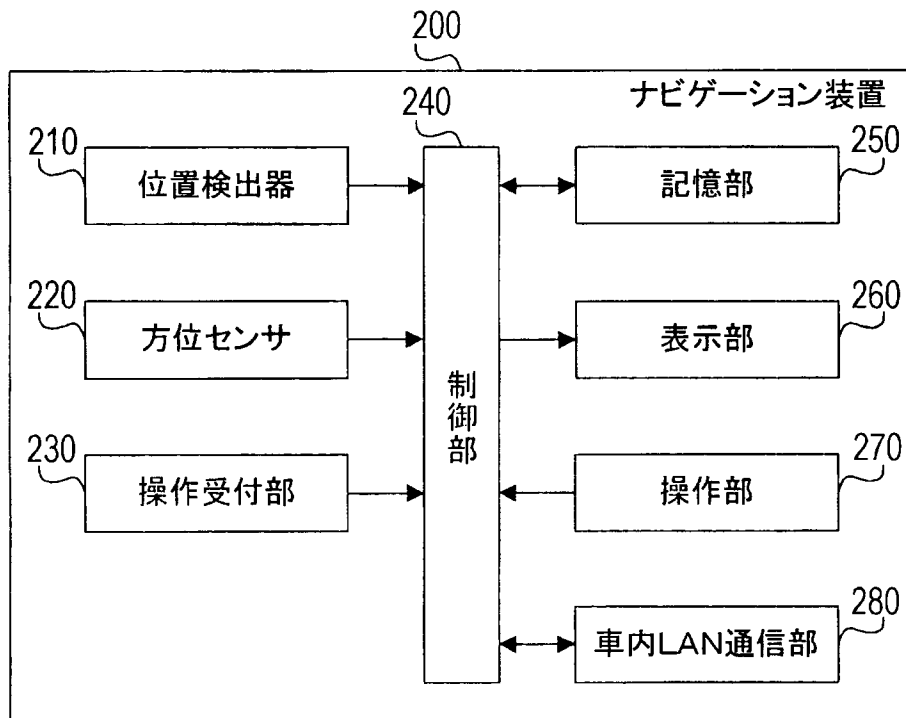 200
ナビゲーション装置
210
位置検出器
240
250
記憶部
220
方位センサ
260
表示部
制御部
230
操作受付部
270
操作部
280
車内LAN通信部